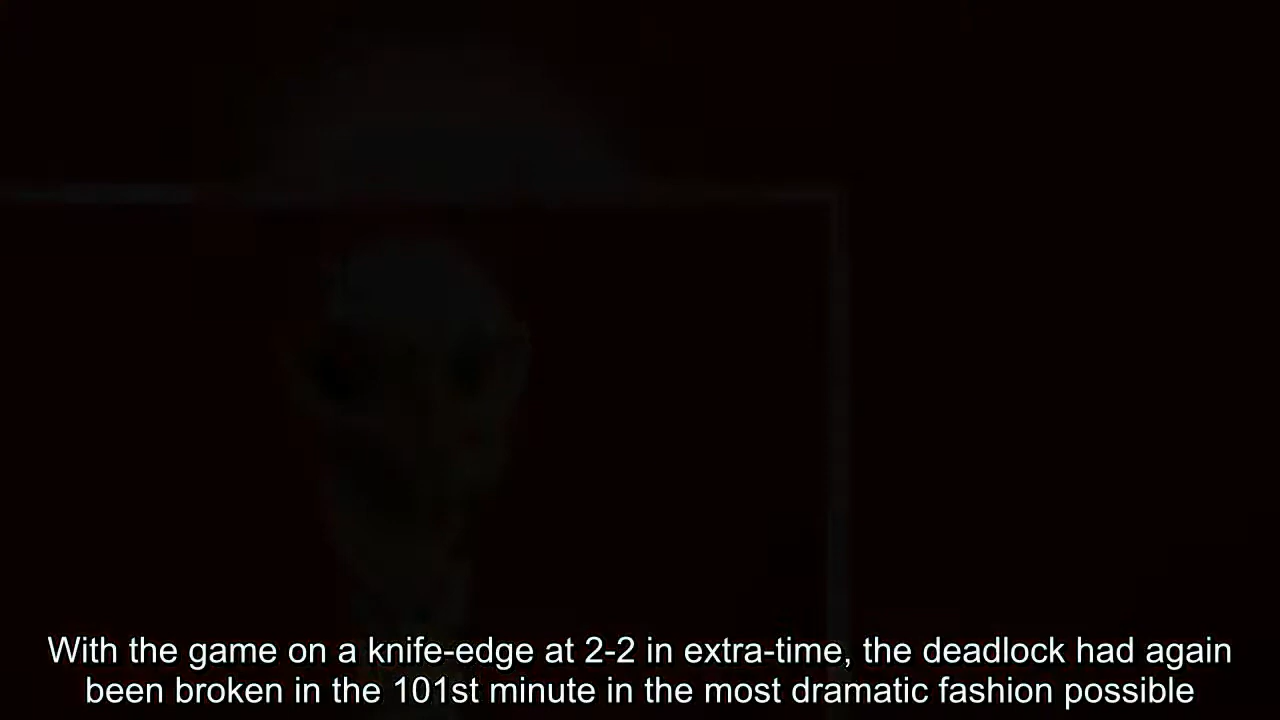 With the game on a knife-edge at 2-2 in extra-time, the deadlock had again
been broken in the 101st minute in the most dramatic fashion possible